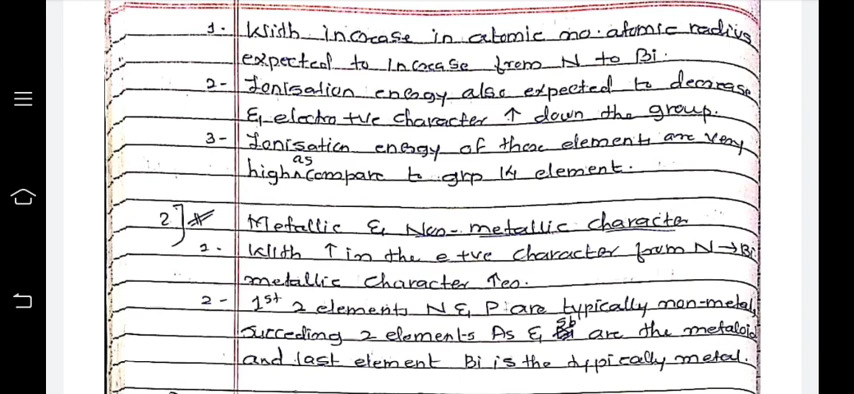 1. With increase in atomic no. atomic radius
expected to increase from N to Bi.
2- Ionisation energy also expected to decrease
& electro +ve character ↑ down the group.
3- Ionisation energy of these element are very
high as compare to grp 14 element.
2] * Metallic & Non-metallic character
1. With ↑ in the e +ve character from N → Bi
metallic character ↑es.
2- 1st 2 elements N & P are typically non-metal,
succeding 2 elements As & Sb are the metaloid
and last element Bi is the typically metal.